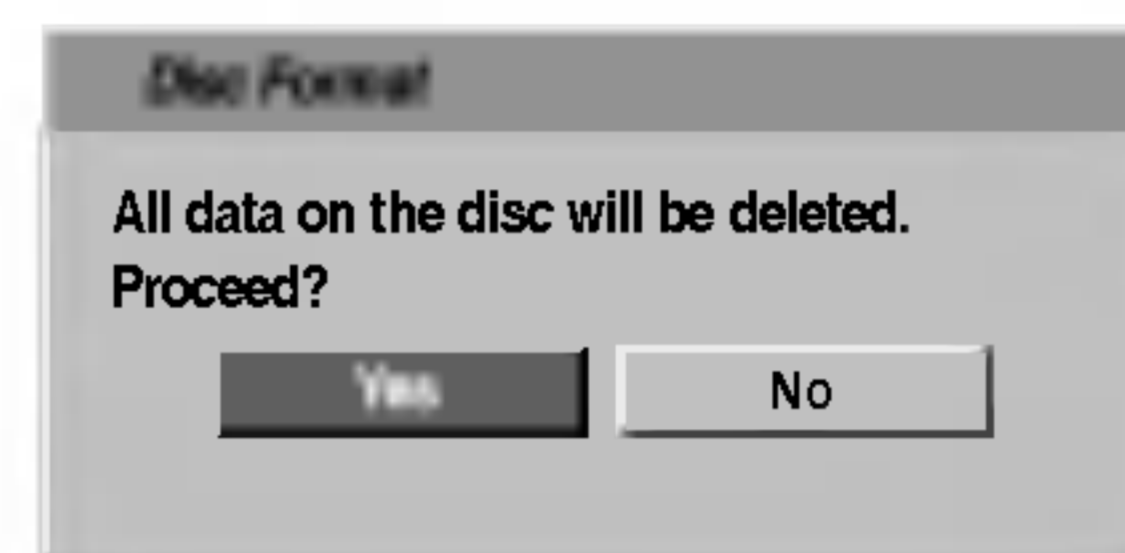 Disc Format
All data on the disc will be deleted.
Proceed?
Yes
No